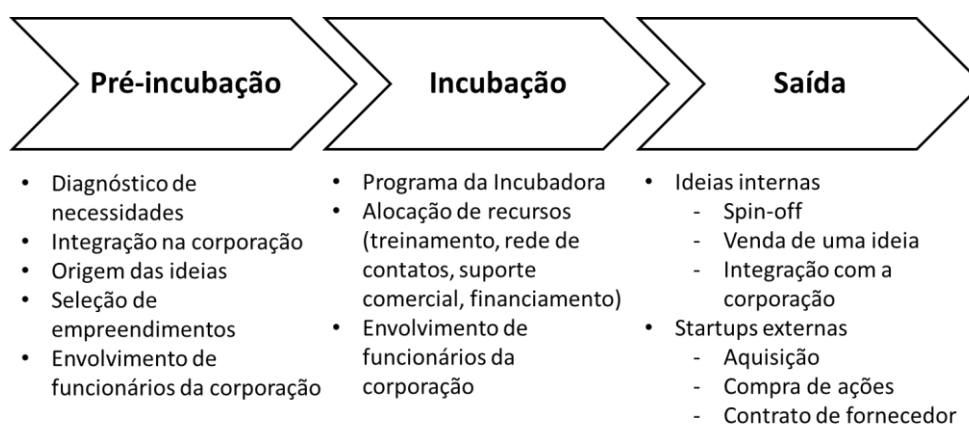 Pré-incubação
Incubação
Saída
• Diagnóstico de
necessidades
• Integração na corporação
• Origem das ideias
• Seleção de
empreendimentos
• Envolvimento de
funcionários da corporação
• Programa da Incubadora
• Alocação de recursos
(treinamento, rede de
contatos, suporte
comercial, financiamento)
• Envolvimento de
funcionários da
corporação
• Ideias internas
- Spin-off
- Venda de uma ideia
- Integração com a
corporação
• Startups externas
- Aquisição
- Compra de ações
- Contrato de fornecedor